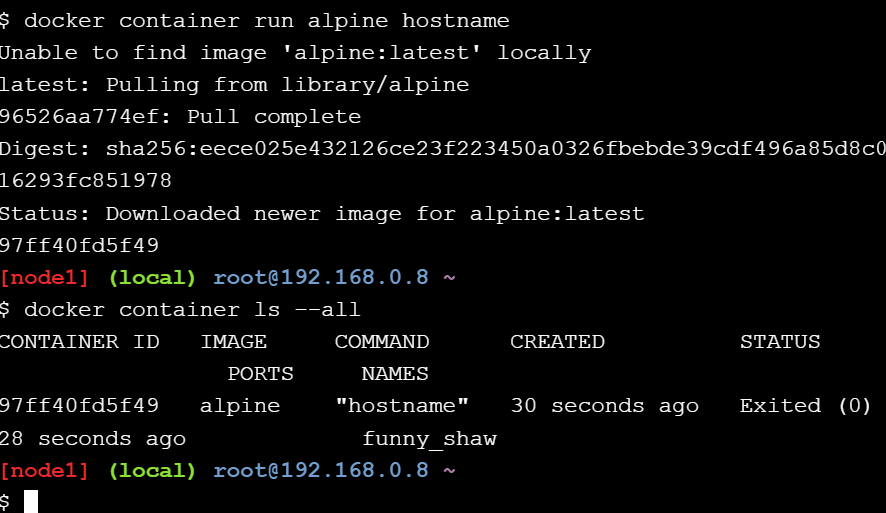 $ docker container run alpine hostname
Unable to find image 'alpine:latest' locally
latest: Pulling from library/alpine
96526aa774ef: Pull complete
Digest: sha256:eece025e432126ce23f223450a0326fbebde39cdf496a85d8c0
16293fc851978
Status: Downloaded newer image for alpine:latest
97ff40fd5f49
[node1] (local) root@192.168.0.8 ~
$ docker container ls --all
CONTAINER ID   IMAGE     COMMAND      CREATED          STATUS
PORTS     NAMES
97ff40fd5f49   alpine    "hostname"   30 seconds ago   Exited (0)
28 seconds ago             funny_shaw
[node1] (local) root@192.168.0.8 ~
$